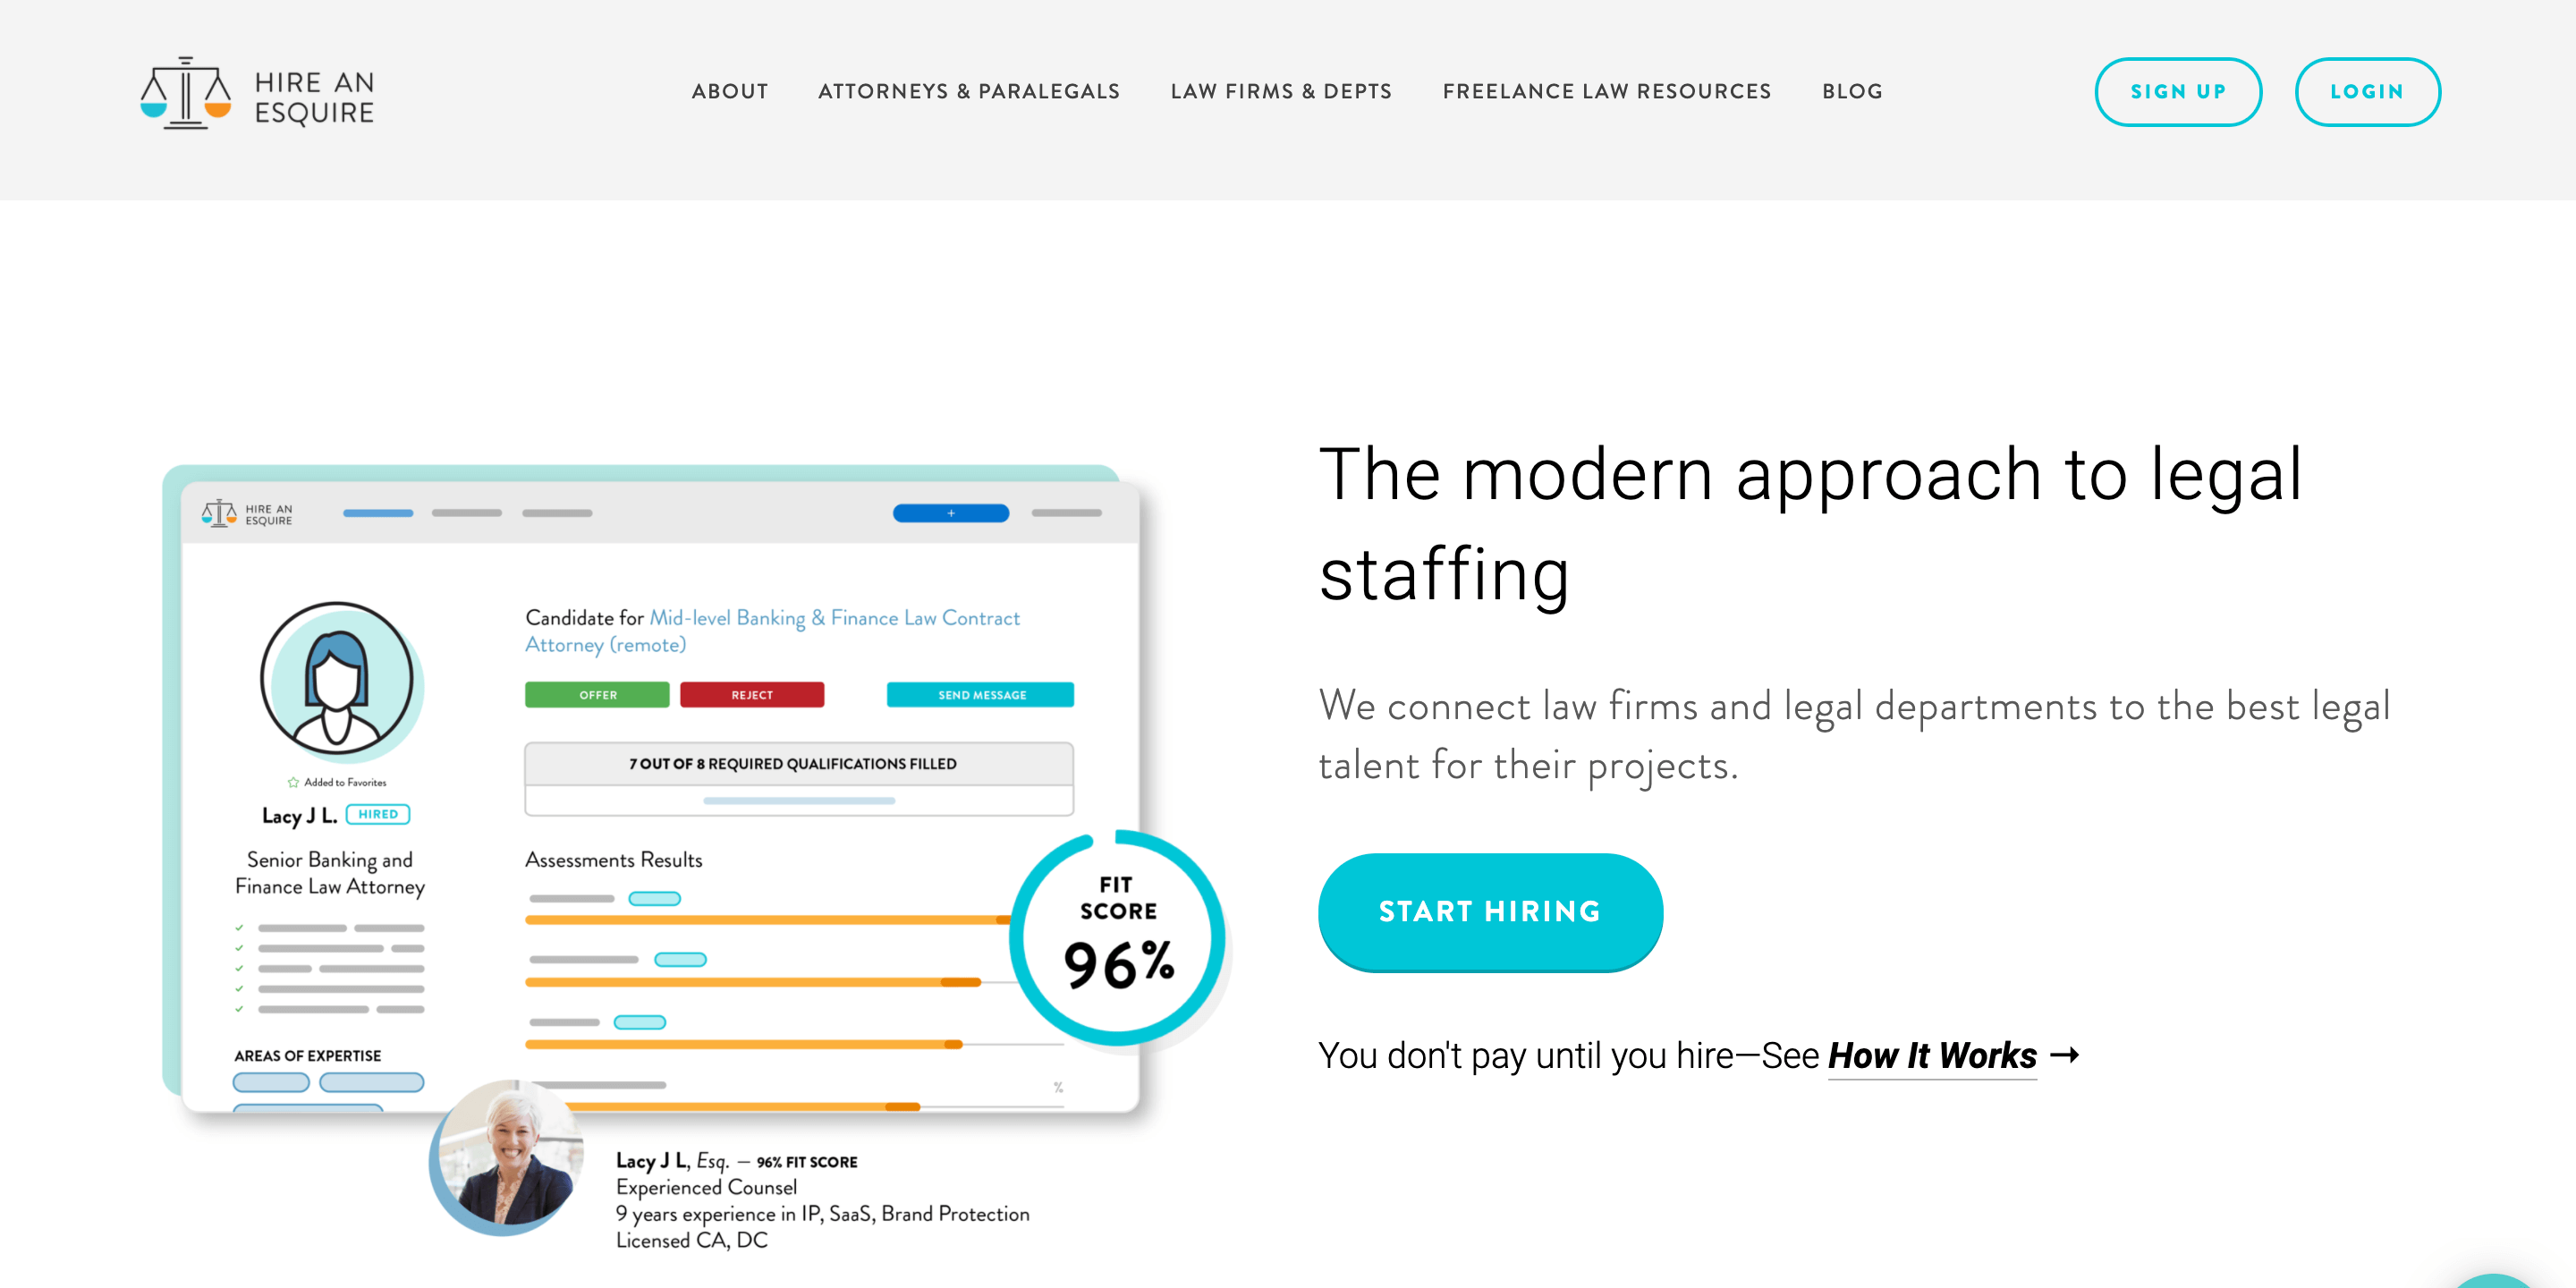 HIRE AN
ESQUIRE
ABOUT
ATTORNEYS & PARALEGALS
LAW FIRMS & DEPTS
FREELANCE LAW RESOURCES
BLOG
SIGN UP
LOGIN
HIRE AN
ESQUIRE
+
Added to Favorites
Lacy J L. HIRED
Senior Banking and
Finance Law Attorney
AREAS OF EXPERTISE
Candidate for Mid-level Banking & Finance Law Contract
Attorney (remote)
OFFER
REJECT
SEND MESSAGE
7 OUT OF 8 REQUIRED QUALIFICATIONS FILLED
Assessments Results
%
FIT
SCORE
96%
Lacy J L, Esq. — 96% FIT SCORE
Experienced Counsel
9 years experience in IP, SaaS, Brand Protection
Licensed CA, DC
The modern approach to legal
staffing
We connect law firms and legal departments to the best legal
talent for their projects.
START HIRING
You don't pay until you hire—See How It Works →